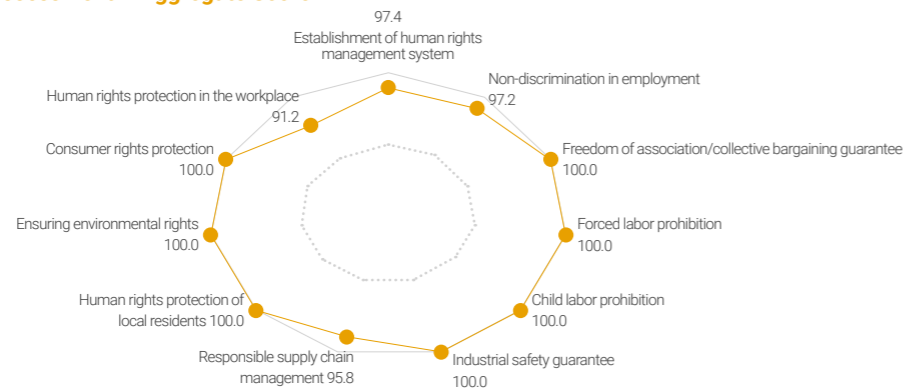 97.4
Establishment of human rights
management system
Non-discrimination in employment
97.2
Human rights protection in the workplace
91.2
Consumer rights protection
100.0
Freedom of association/collective bargaining guarantee
100.0
Ensuring environmental rights
100.0
Forced labor prohibition
100.0
Human rights protection of
local residents 100.0
Child labor prohibition
100.0
Responsible supply chain
management 95.8
Industrial safety guarantee
100.0